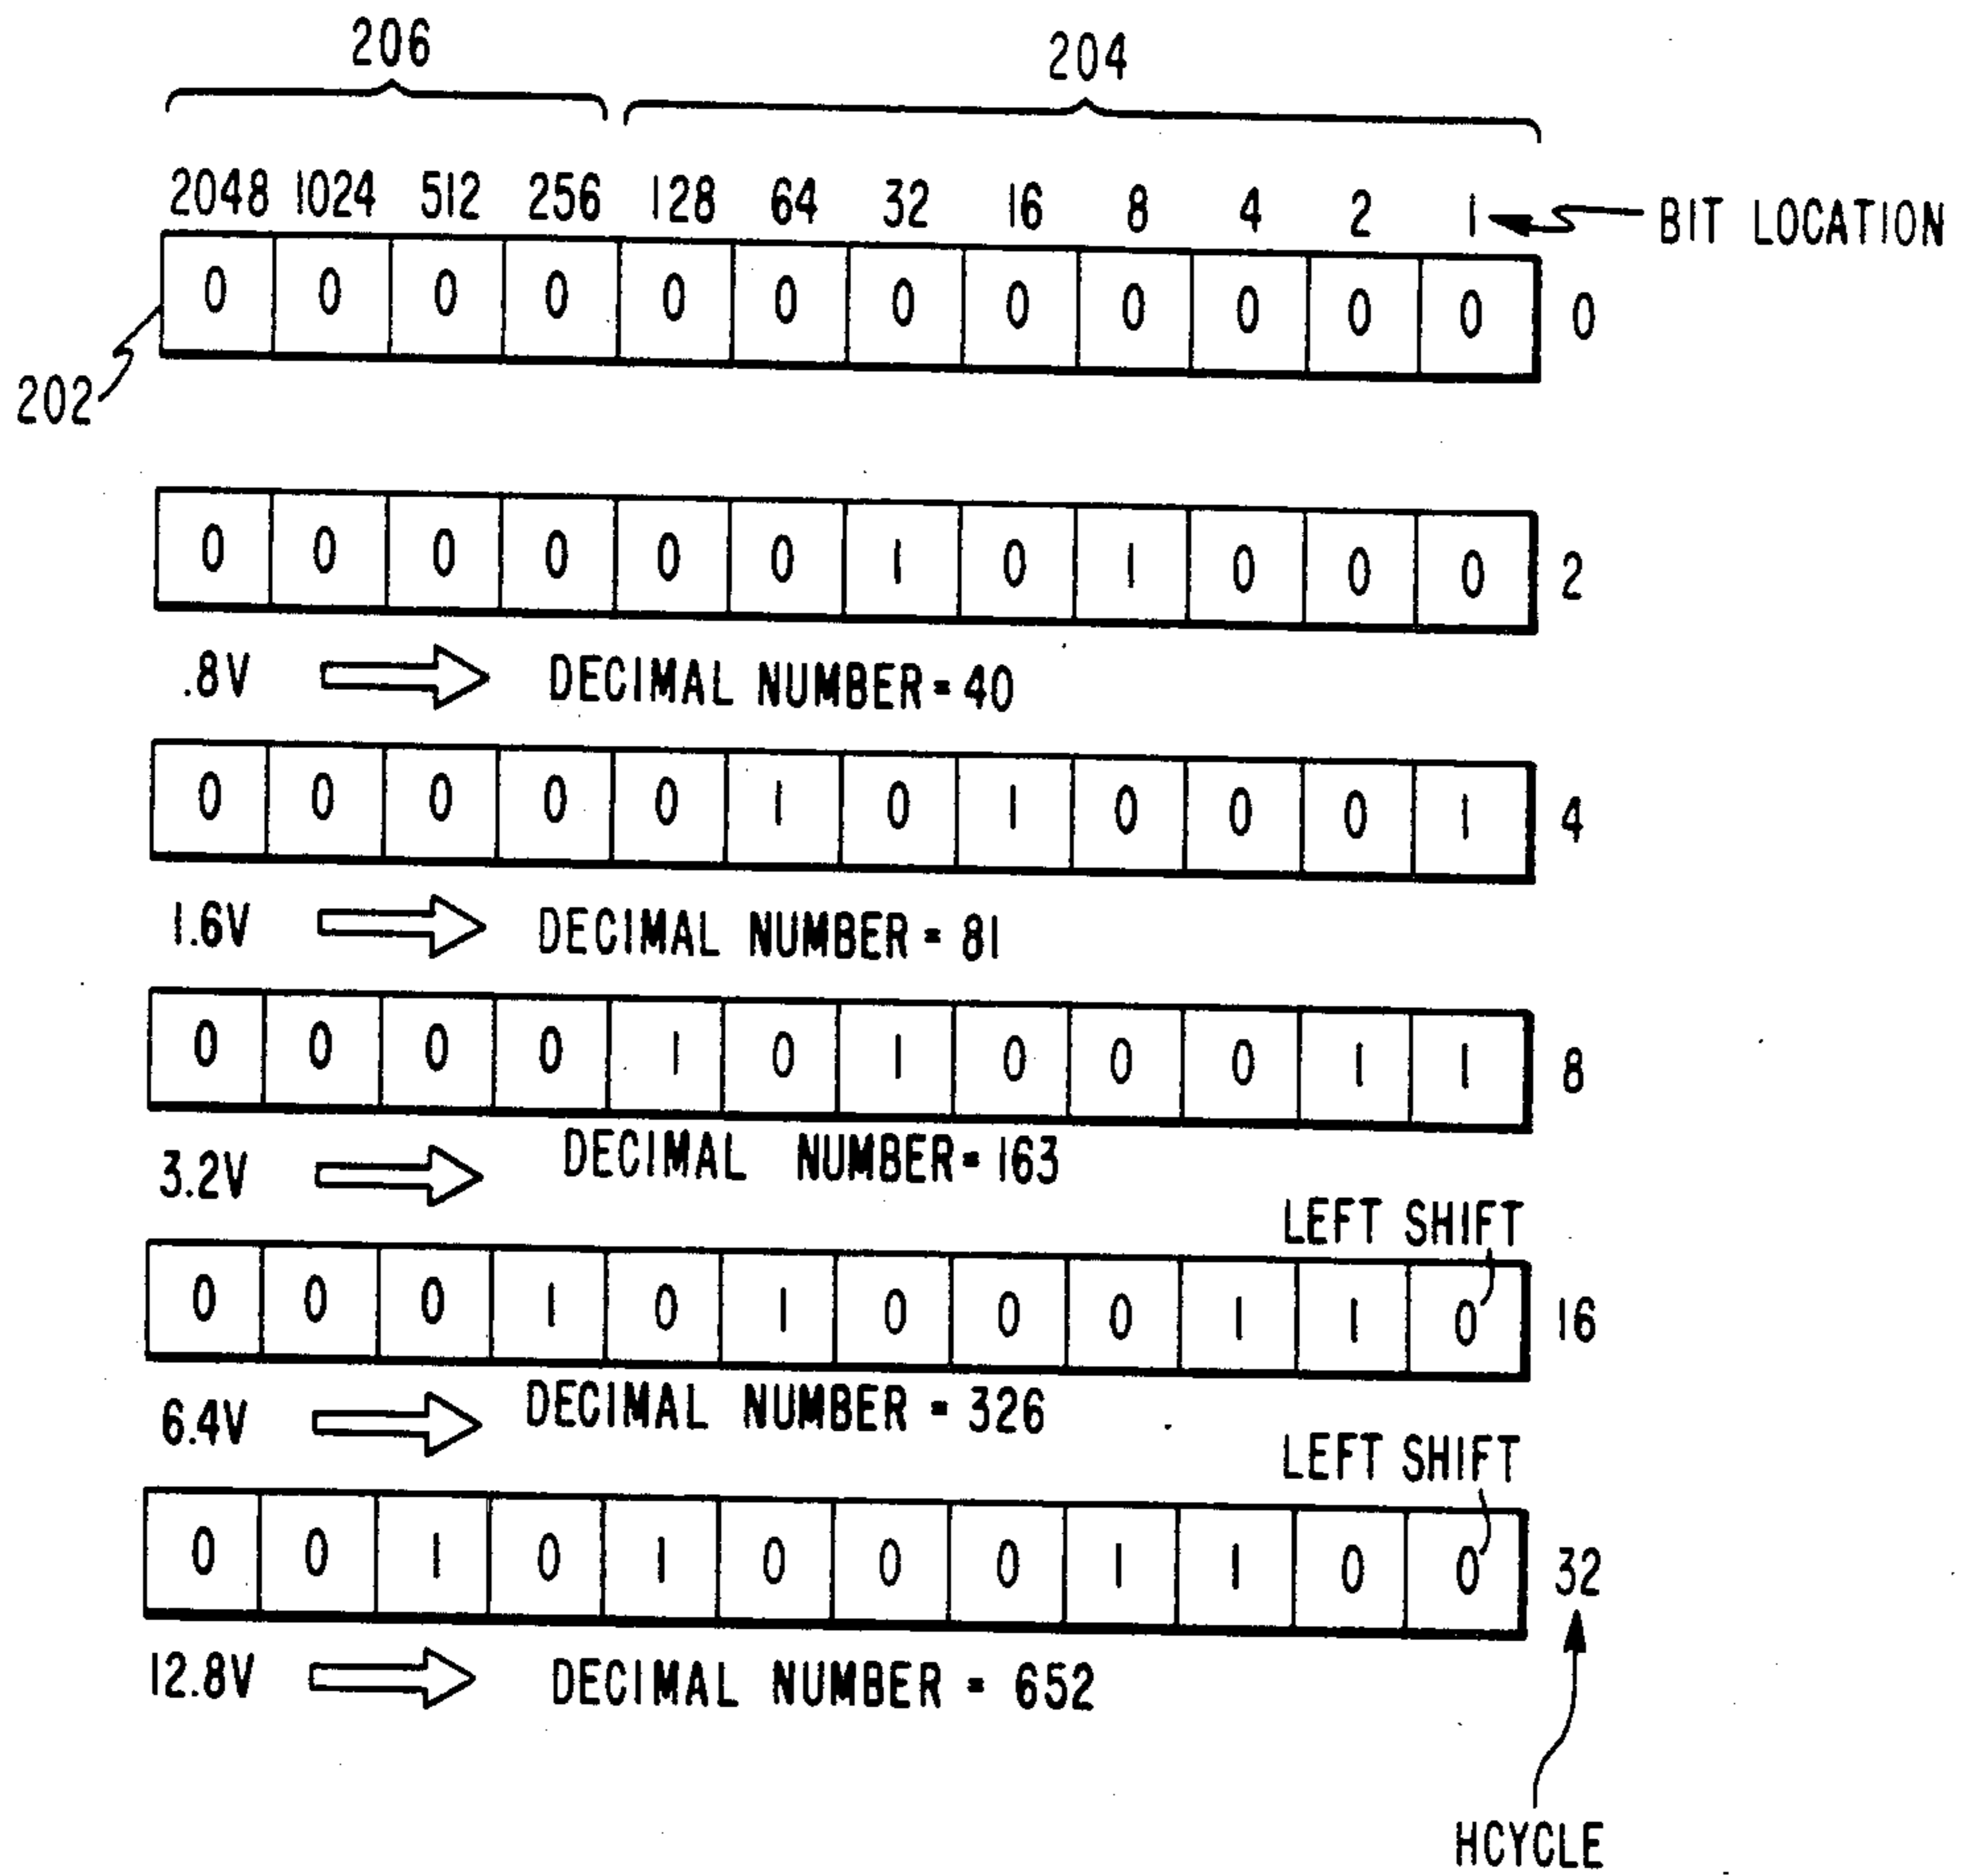 206 204
2048 1024 512 256 128 64 32 16 8 4 2 1 BIT LOCATION
0 0 0 0 0 0 0 0 0 0 0 0 0
202
0 0 0 0 0 0 1 0 1 0 0 0 2
.8V DECIMAL NUMBER = 40
0 0 0 0 0 1 0 1 0 0 0 1 4
1.6V DECIMAL NUMBER = 81
0 0 0 0 1 0 1 0 0 0 1 1 8
3.2V DECIMAL NUMBER = 163
LEFT SHIFT
0 0 0 1 0 1 0 0 0 1 1 0 16
6.4V DECIMAL NUMBER = 326
LEFT SHIFT
0 0 1 0 1 0 0 0 1 1 0 0 32
12.8V DECIMAL NUMBER = 652
HCYCLE